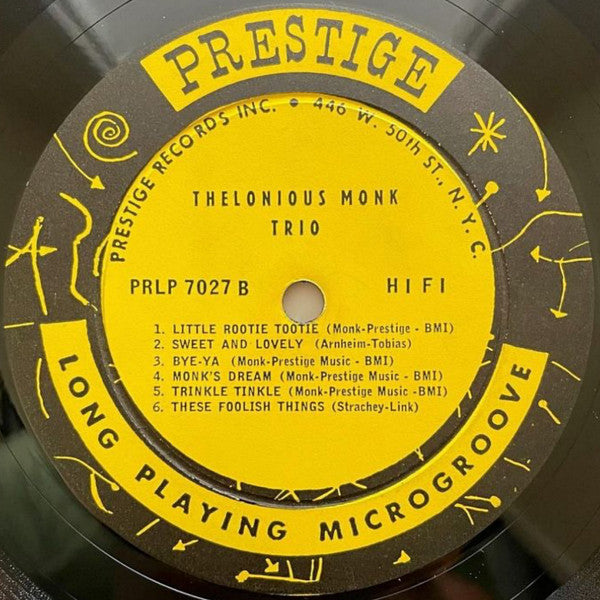 PRESTIGE
PRESTIGE RECORDS INC. • 446 W. 50th ST., N.Y.C.
THELONIOUS MONK
TRIO
PRLP 7027 B HI FI
1. LITTLE ROOTIE TOOTIE (Monk-Prestige - BMI)
2. SWEET AND LOVELY (Arnheim-Tobias)
3. BYE-YA (Monk-Prestige Music - BMI)
4. MONK'S DREAM (Monk-Prestige Music - BMI)
5. TRINKLE TINKLE (Monk-Prestige Music - BMI)
6. THESE FOOLISH THINGS (Strachey-Link)
LONG PLAYING MICROGROOVE